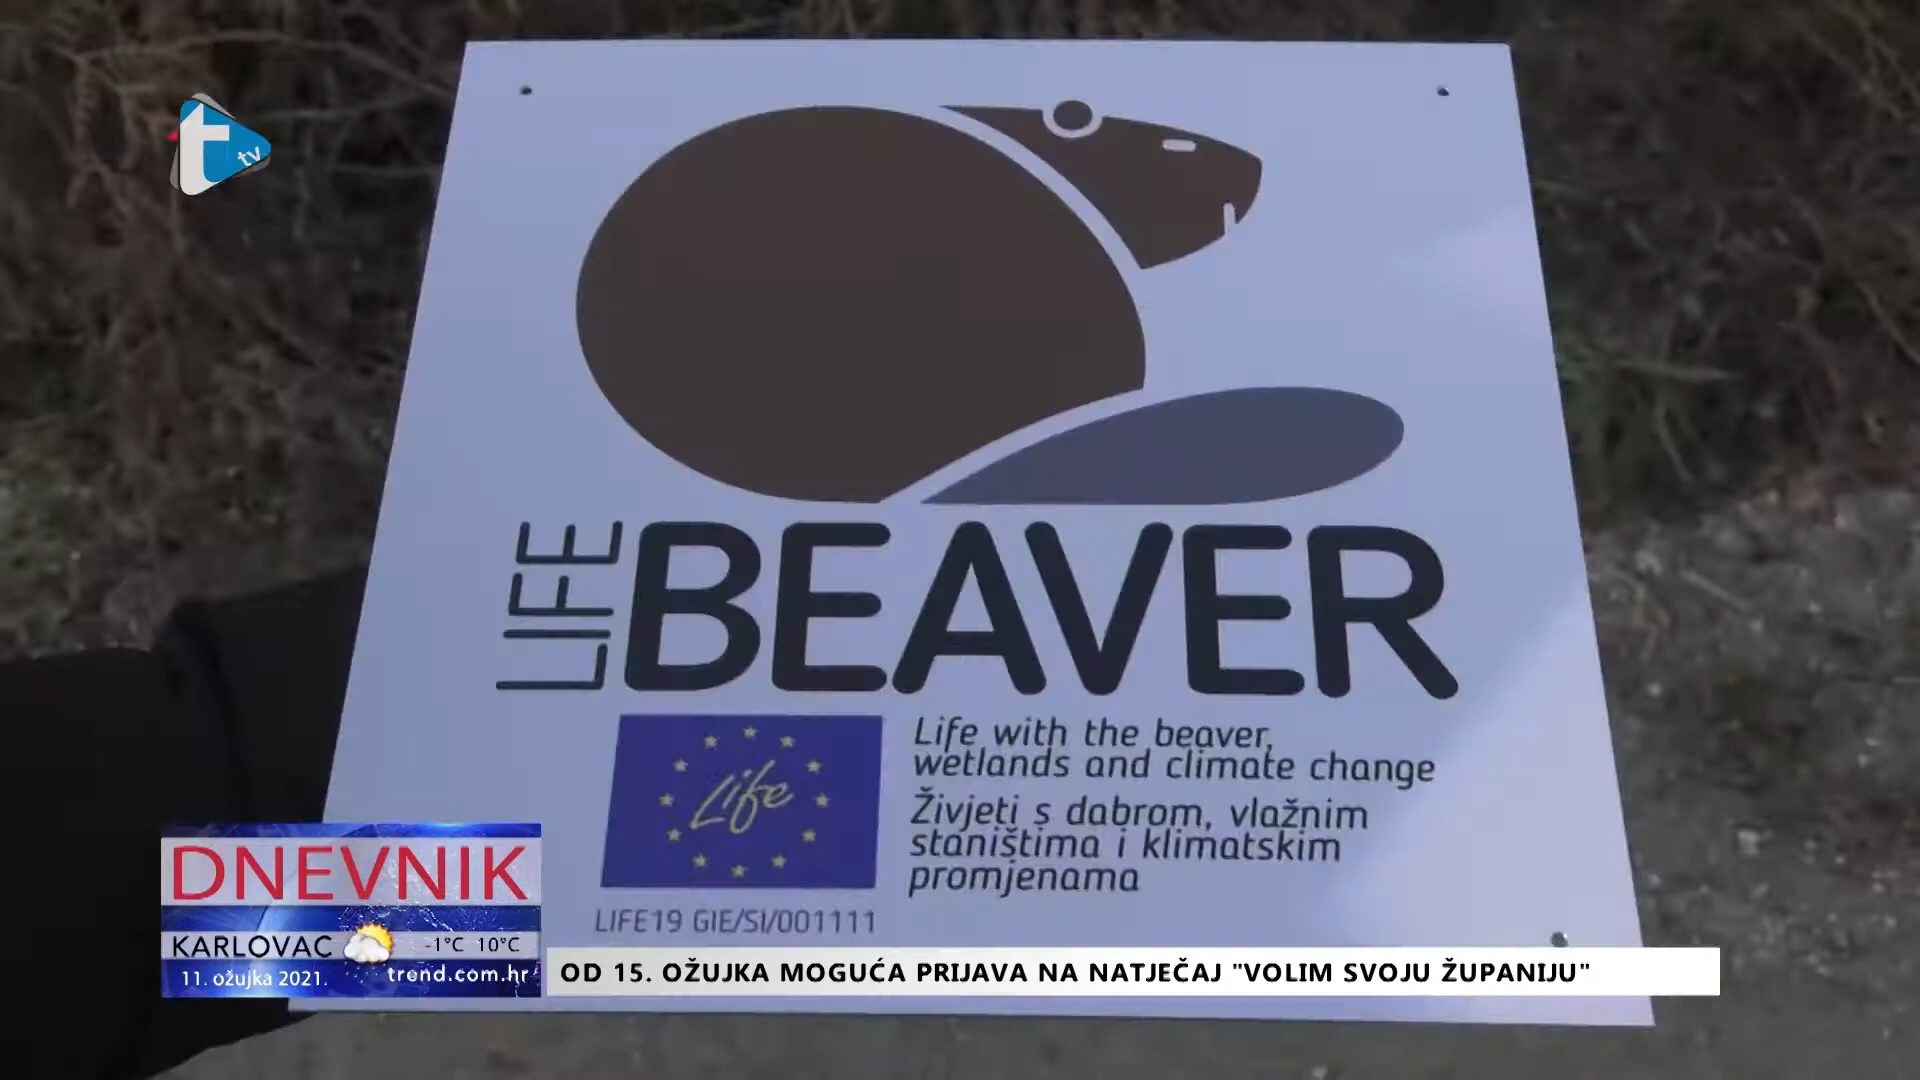 t tv
LIFE BEAVER
Life
Life with the beaver,
wetlands and climate change
Živjeti s dabrom, vlažnim
staništima i klimatskim
promjenama
LIFE19 GIE/SI/001111
DNEVNIK
KARLOVAC -1°C 10°C
11. ožujka 2021. trend.com.hr
OD 15. OŽUJKA MOGUĆA PRIJAVA NA NATJEČAJ "VOLIM SVOJU ŽUPANIJU"